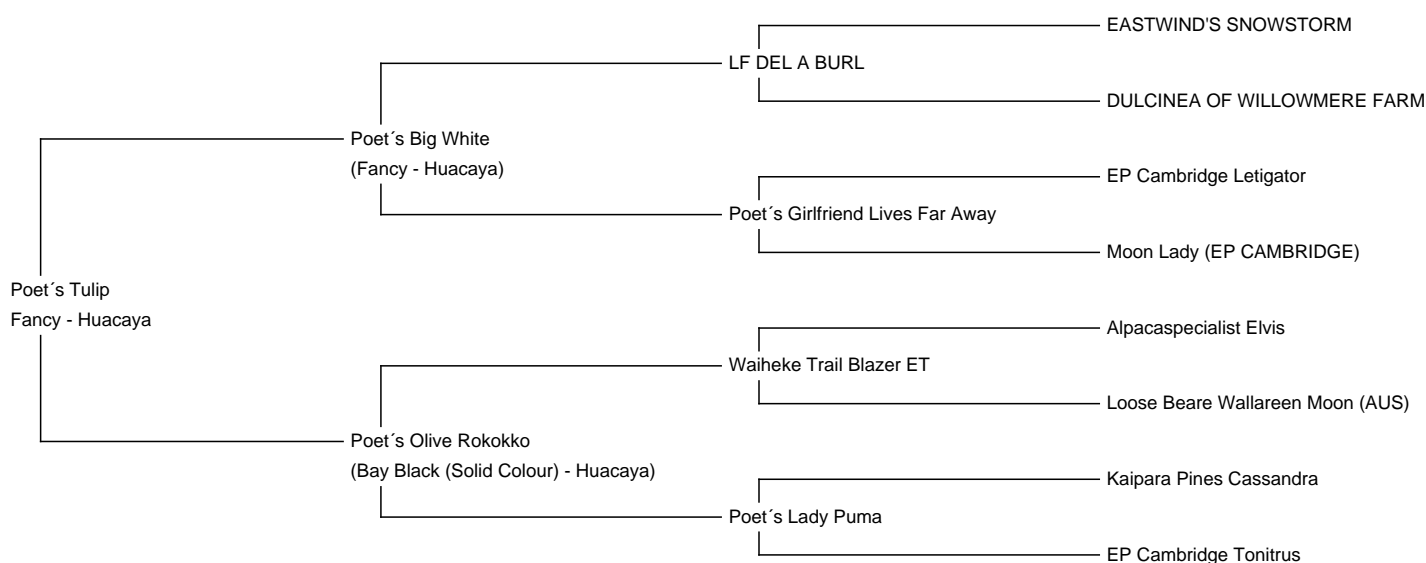 EASTWIND'S SNOWSTORM
LF DEL A BURL
DULCINEA OF WILLOWMERE FARM
Poet´s Big White
(Fancy - Huacaya)
EP Cambridge Letigator
Poet´s Girlfriend Lives Far Away
Moon Lady (EP CAMBRIDGE)
Poet´s Tulip
Fancy - Huacaya
Alpacaspecialist Elvis
Waiheke Trail Blazer ET
Loose Beare Wallareen Moon (AUS)
Poet´s Olive Rokokko
(Bay Black (Solid Colour) - Huacaya)
Kaipara Pines Cassandra
Poet´s Lady Puma
EP Cambridge Tonitrus